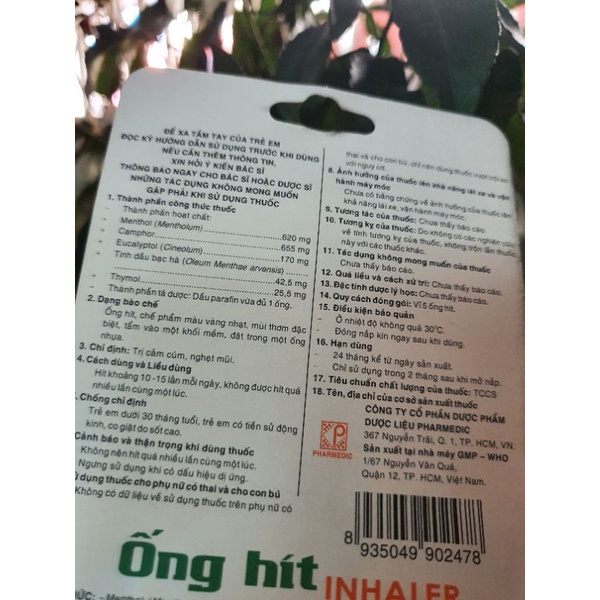 ĐỂ XA TẦM TAY CỦA TRẺ EM
ĐỌC KỸ HƯỚNG DẪN SỬ DỤNG TRƯỚC KHI DÙNG
NẾU CẦN THÊM THÔNG TIN,
XIN HỎI Ý KIẾN BÁC SĨ
THÔNG BÁO NGAY CHO BÁC SĨ HOẶC DƯỢC SĨ
NHỮNG TÁC DỤNG KHÔNG MONG MUỐN
GẶP PHẢI KHI SỬ DỤNG THUỐC
1. Thành phần công thức thuốc
- Thành phần hoạt chất:
Menthol (Mentholum) ........620 mg
- Camphor........655 mg
+ Eucalyptol (Cineolum)........170 mg
- Tinh dầu bạc hà (Oleum Menthae arvensis)
........42,5 mg
+ Thymol........25,5 mg
- Thành phần tá dược: Dầu parafin vừa đủ 1 ống.
2. Dạng bào chế
Ống hít, chế phẩm màu vàng nhạt, mùi thơm đặc
biệt, tẩm vào một khối mềm, đặt trong một ống
nhựa.
3. Chỉ định: Trị cảm cúm, nghẹt mũi.
4. Cách dùng và Liều dùng
Hít khoảng 10-15 lần mỗi ngày, không được hít quá
nhiều lần cùng một lúc.
Chống chỉ định
Trẻ em dưới 30 tháng tuổi, trẻ em có tiền sử động
kinh, co giật do sốt cao.
Cảnh báo và thận trọng khi dùng thuốc
Không nên hít quá nhiều lần cùng một lúc.
Ngưng sử dụng khi có dấu hiệu dị ứng.
Sử dụng thuốc cho phụ nữ có thai và cho con bú
Không có dữ liệu về sử dụng thuốc trên phụ nữ có
thai và cho con bú, chỉ nên dùng thuốc
với nguy cơ.
8. Ảnh hưởng của thuốc lên khả năng lái xe và vận
hành máy móc
Chưa có bằng chứng về ảnh hưởng của thuốc lên
khả năng lái xe, vận hành máy móc.
9. Tương tác của thuốc: Chưa thấy báo cáo.
10. Tương kỵ của thuốc: Do không có các nghiên cứu
về tính tương kỵ của thuốc, không trộn lẫn thuốc
này với các thuốc khác.
11. Tác dụng không mong muốn của thuốc
Chưa thấy báo cáo.
12. Quá liều và cách xử trí: Chưa thấy báo cáo.
13. Đặc tính dược lý học: Chưa thấy báo cáo.
14. Quy cách đóng gói: Vỉ 5 ống hít.
15. Điều kiện bảo quản
- Ở nhiệt độ không quá 30°C.
- Đóng nắp kín ngay sau khi dùng.
16. Hạn dùng
- 24 tháng kể từ ngày sản xuất.
- Chỉ sử dụng trong 2 tháng sau khi mở nắp.
17. Tiêu chuẩn chất lượng của thuốc: TCCS
18. Tên, địa chỉ của cơ sở sản xuất thuốc
CÔNG TY CỔ PHẦN DƯỢC PHẨM
DƯỢC LIỆU PHARMEDIC
PHARMEDIC
367 Nguyễn Trãi, Q. 1, TP. HCM, VN.
Sản xuất tại nhà máy GMP – WHO
1/67 Nguyễn Văn Quá,
Quận 12, TP. HCM, Việt Nam.
8 935049 902478
Ống hít INHALER